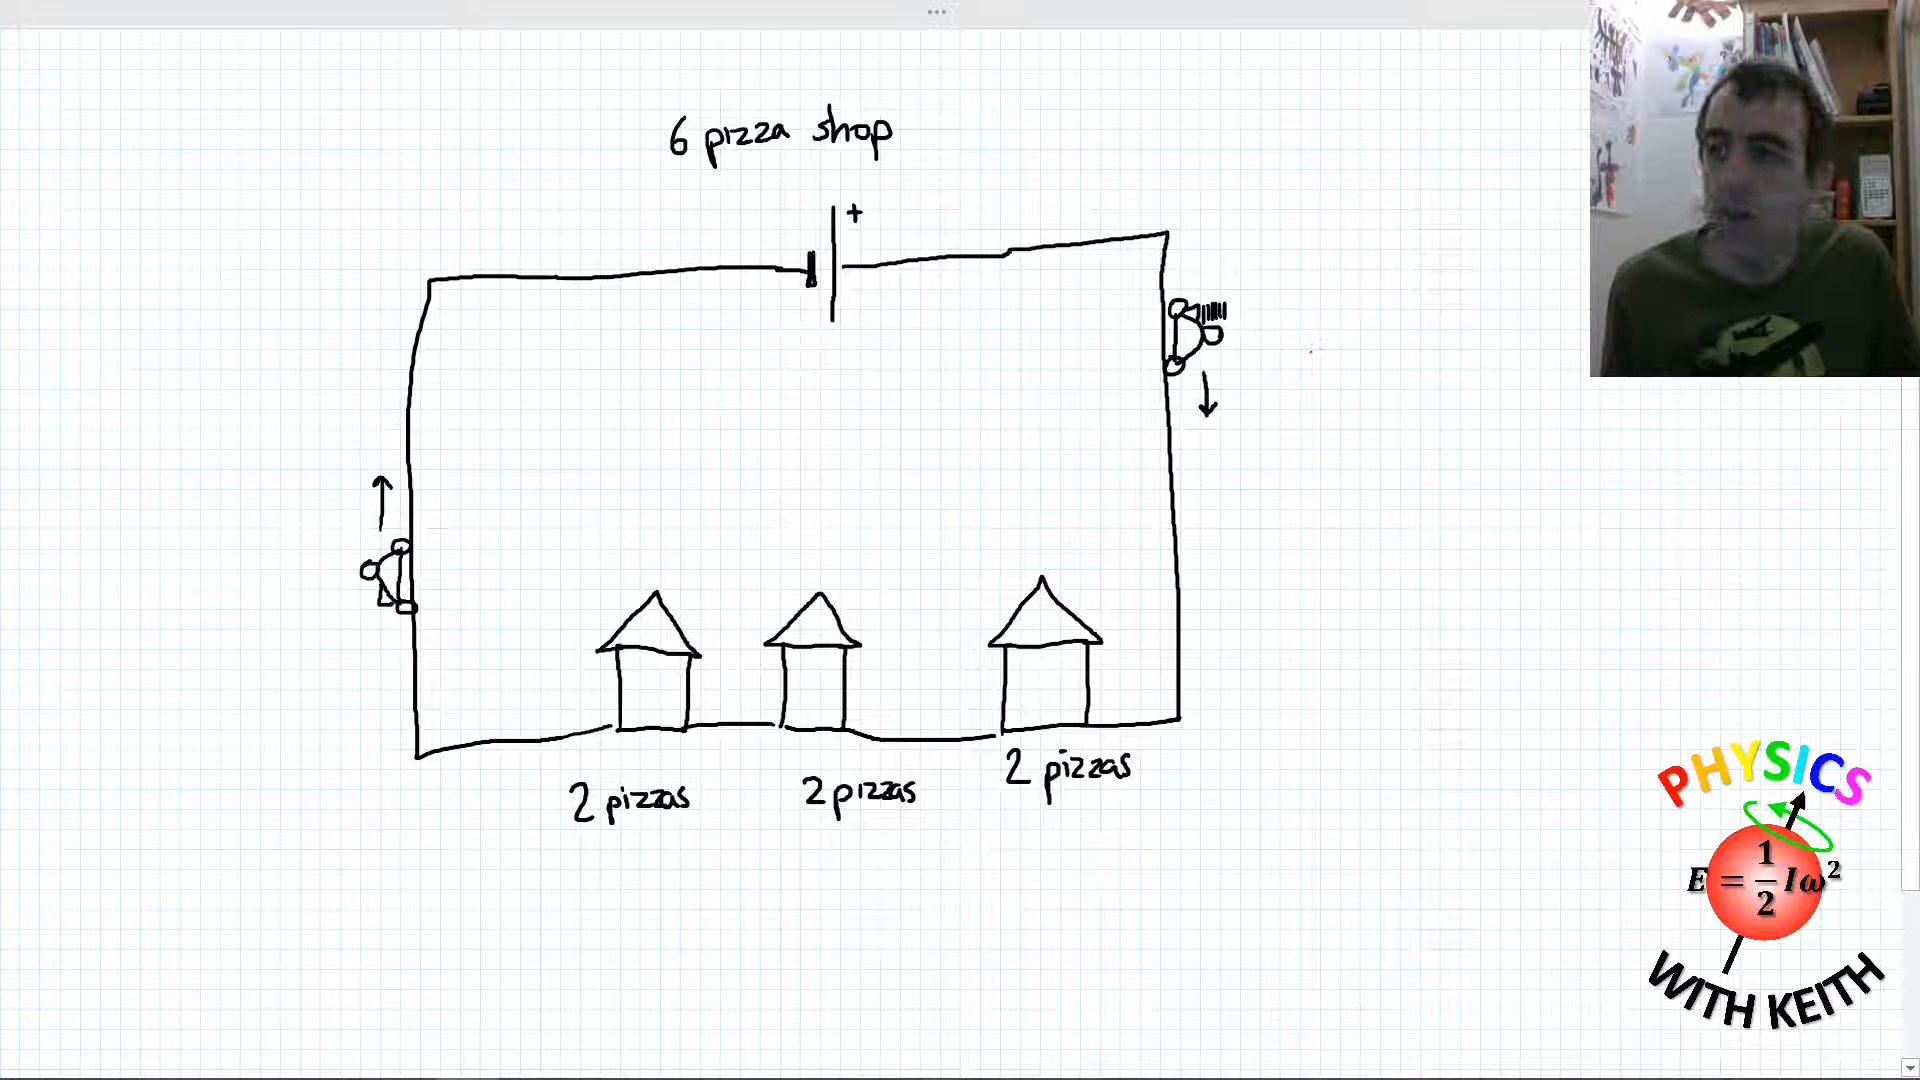 6 pizza shop
+
2 pizzas
2 pizzas
2 pizzas
PHYSICS
E = 1/2 Iω²
WITH KEITH